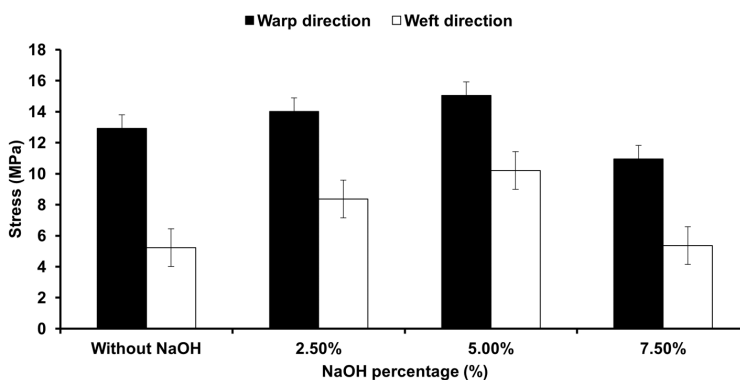 Warp direction Weft direction
18
16
14
12
10
8
6
4
2
0
Stress (MPa)
Without NaOH 2.50% 5.00% 7.50%
NaOH percentage (%)